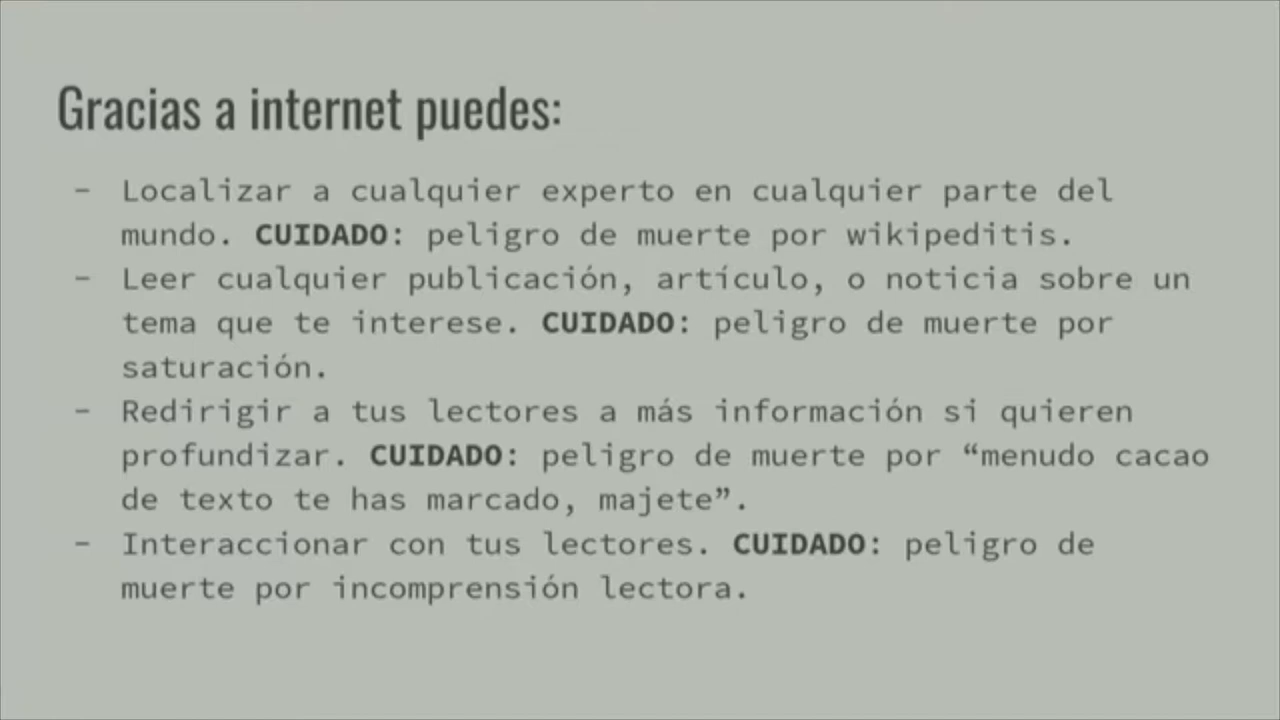 Gracias a internet puedes:
- Localizar a cualquier experto en cualquier parte del
mundo. CUIDADO: peligro de muerte por wikipeditis.
- Leer cualquier publicación, artículo, o noticia sobre un
tema que te interese. CUIDADO: peligro de muerte por
saturación.
- Redirigir a tus lectores a más información si quieren
profundizar. CUIDADO: peligro de muerte por “menudo cacao
de texto te has marcado, majete”.
- Interaccionar con tus lectores. CUIDADO: peligro de
muerte por incomprensión lectora.